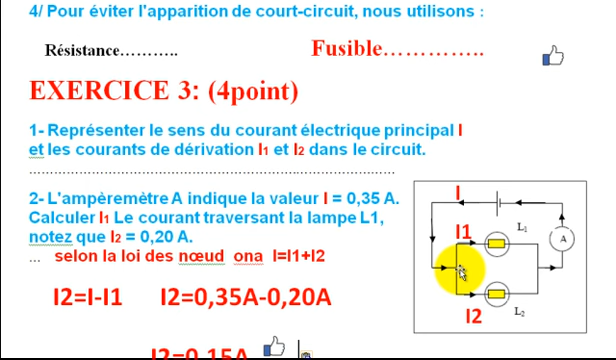 4/ Pour éviter l'apparition de court-circuit, nous utilisons :
Résistance……….. Fusible…………..
EXERCICE 3: (4point)
1- Représenter le sens du courant électrique principal I
et les courants de dérivation I1 et I2 dans le circuit.
2- L'ampèremètre A indique la valeur I = 0,35 A.
Calculer I1 Le courant traversant la lampe L1,
notez que I2 = 0,20 A.
... selon la loi des nœud ona I=I1+I2
I2=I-I1 I2=0,35A-0,20A
I2=0,15A
I
I1 L1 A
I2 L2